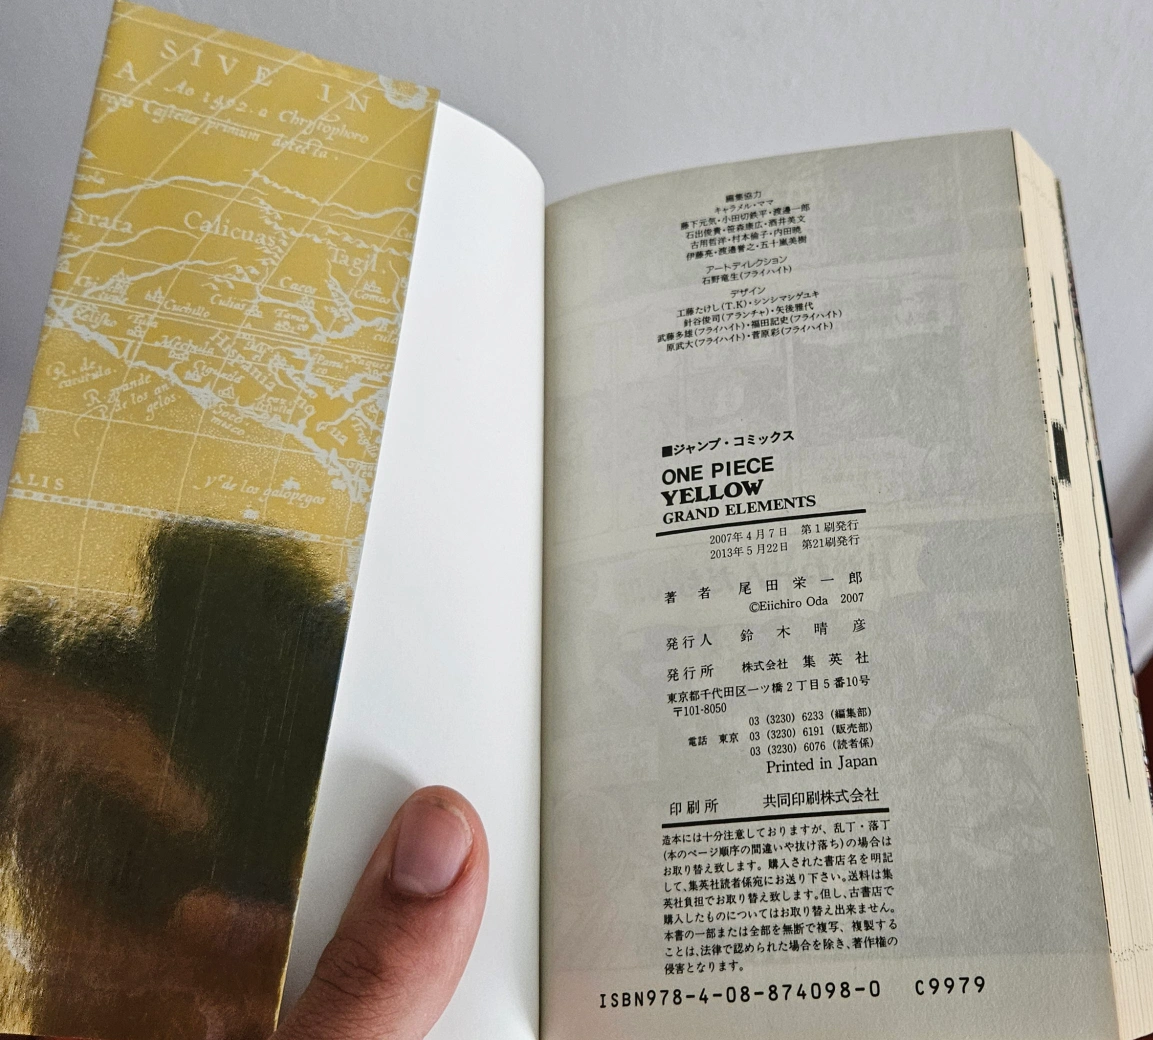 SIVE IN
A
Ao 1492. a Christophoro
regis Castellae primum detecta.
C
Calicuas
Tagil.
Coco
Comos
Cuchillo
Culias
Tama
Hispania
Mechula
Ciguada
R. grande
gelos.
ALIS
yº de los galopegos
編集協力
キャラメル・ママ
藤下元気・小田切鉄平・渡邊一郎
石出俊貴・笹森康広・酒井美文
古用哲洋・村本倫子・内田暁
伊藤亮・渡邊誉之・五十嵐美樹
アートディレクション
石野竜生(フライハイト)
デザイン
工藤たけし(T.K)・シンシマシゲユキ
針谷俊司(アランチャ)・矢後雅代
武藤多雄(フライハイト)・福田記史(フライハイト)
原武大(フライハイト)・菅原彩(フライハイト)
■ジャンプ・コミックス
ONE PIECE
YELLOW
GRAND ELEMENTS
2007年4月7日 第1刷発行
2013年5月22日 第21刷発行
著者 尾田栄一郎
©Eiichiro Oda 2007
発行人 鈴木晴彦
発行所 株式会社 集英社
東京都千代田区一ツ橋2丁目5番10号
〒101-8050
03 (3230) 6233 (編集部)
電話 東京 03 (3230) 6191 (販売部)
03 (3230) 6076 (読者係)
Printed in Japan
印刷所 共同印刷株式会社
造本には十分注意しておりますが、乱丁・落丁
(本のページ順序の間違いや抜け落ち)の場合は
お取り替え致します。購入された書店名を明記
して、集英社読者係宛にお送り下さい。送料は集
英社負担でお取り替え致します。但し、古書店で
購入したものについてはお取り替え出来ません。
本書の一部または全部を無断で複写、複製する
ことは、法律で認められた場合を除き、著作権の
侵害となります。
ISBN978-4-08-874098-0 C9979